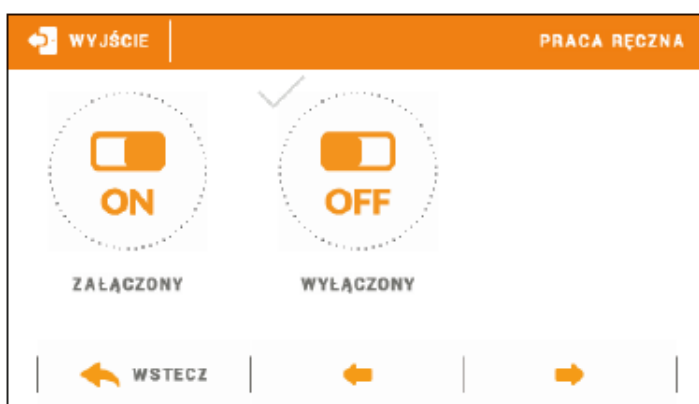 WYJŚCIE
PRACA RĘCZNA
ON
OFF
ZAŁĄCZONY
WYŁĄCZONY
WSTECZ